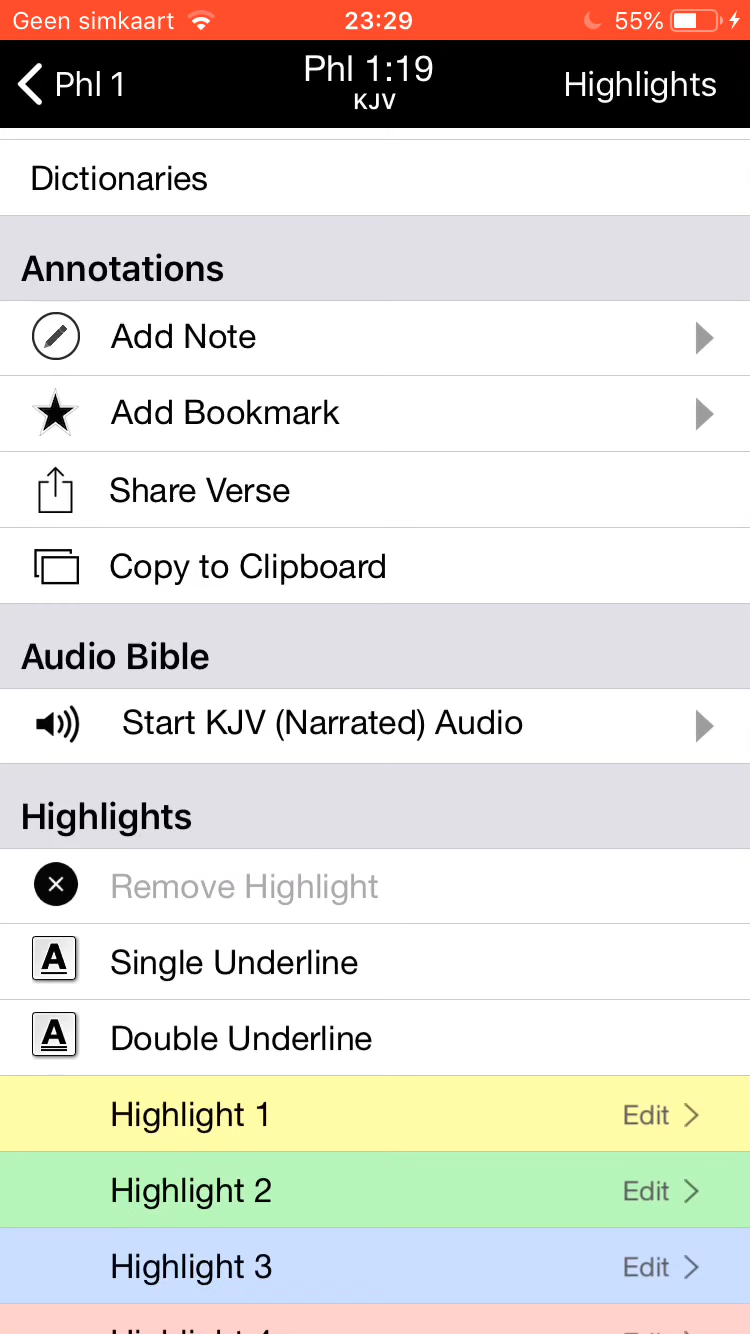 Geen simkaart 23:29 55%
Phl 1 Phl 1:19 Highlights
KJV
Dictionaries
Annotations
Add Note
Add Bookmark
Share Verse
Copy to Clipboard
Audio Bible
Start KJV (Narrated) Audio
Highlights
Remove Highlight
A Single Underline
A Double Underline
Highlight 1 Edit
Highlight 2 Edit
Highlight 3 Edit